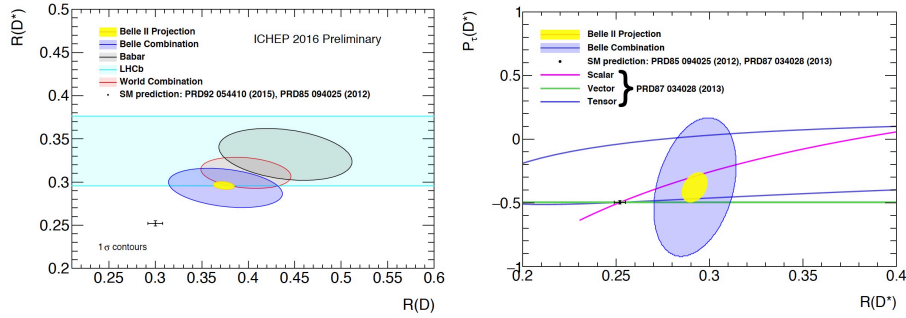 R(D*)
0.5
0.45
0.4
0.35
0.3
0.25
0.2
Belle II Projection
Belle Combination
Babar
LHCb
World Combination
SM prediction: PRD92 054410 (2015), PRD85 094025 (2012)
ICHEP 2016 Preliminary
1σ contours
0.25 0.3 0.35 0.4 0.45 0.5 0.55 0.6
R(D)
Pτ(D*)
1
0.5
0
−0.5
−1
Belle II Projection
Belle Combination
SM prediction: PRD85 094025 (2012), PRD87 034028 (2013)
Scalar
Vector
Tensor
} PRD87 034028 (2013)
0.2 0.25 0.3 0.35 0.4
R(D*)